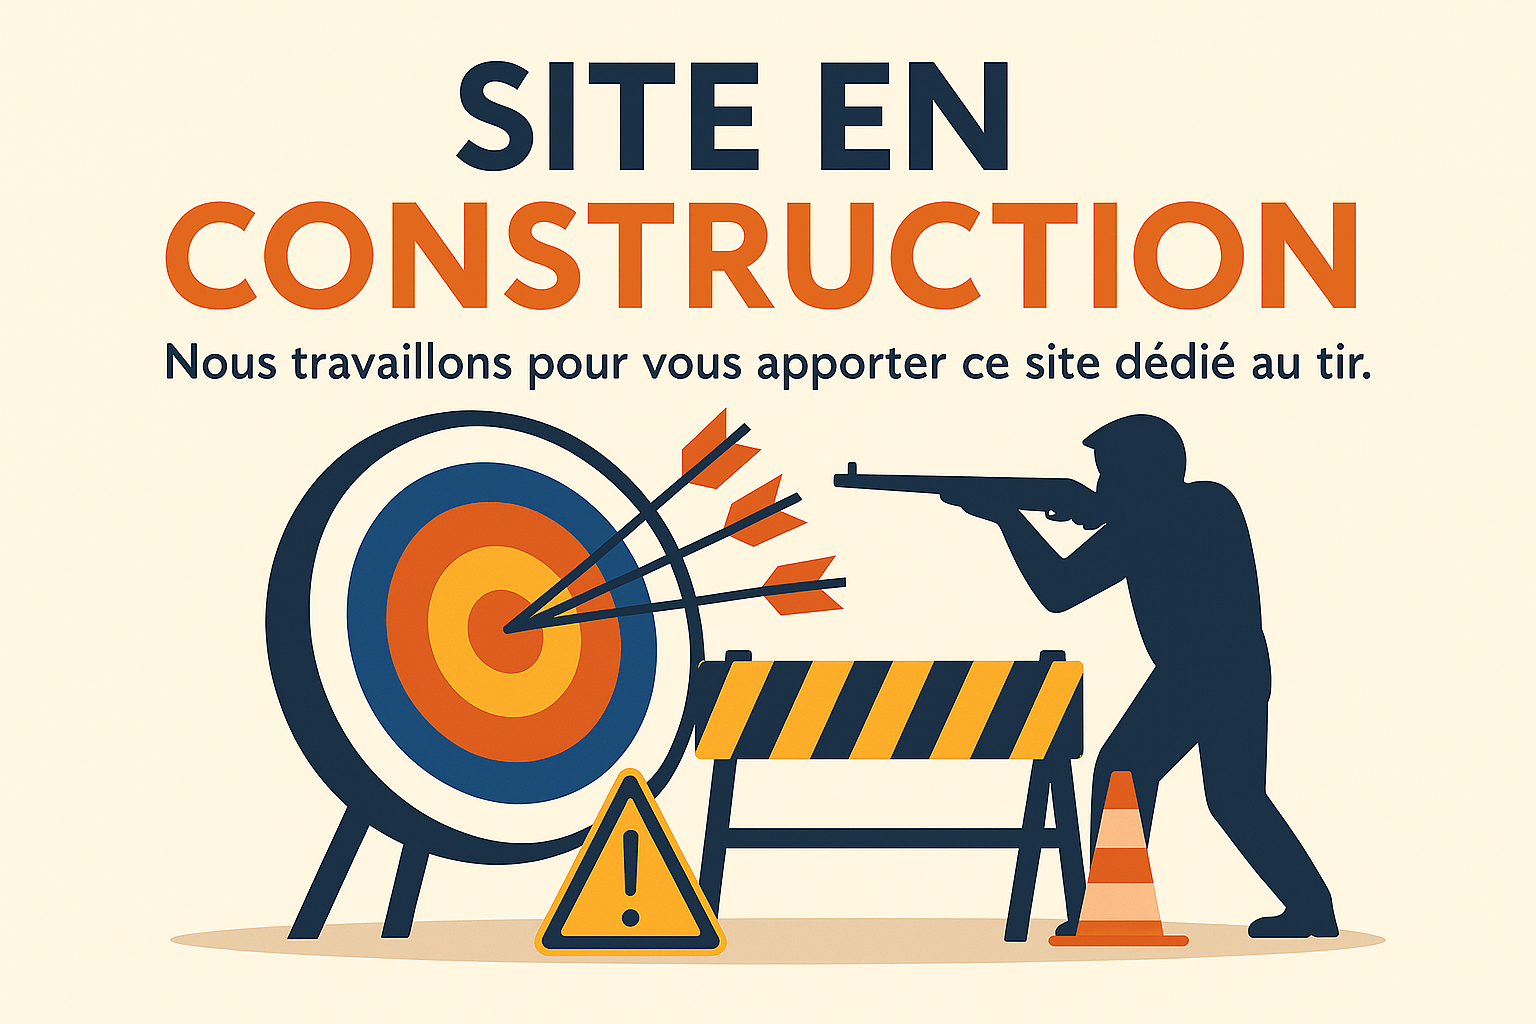 SITE EN
CONSTRUCTION
Nous travaillons pour vous apporter ce site dédié au tir.
!